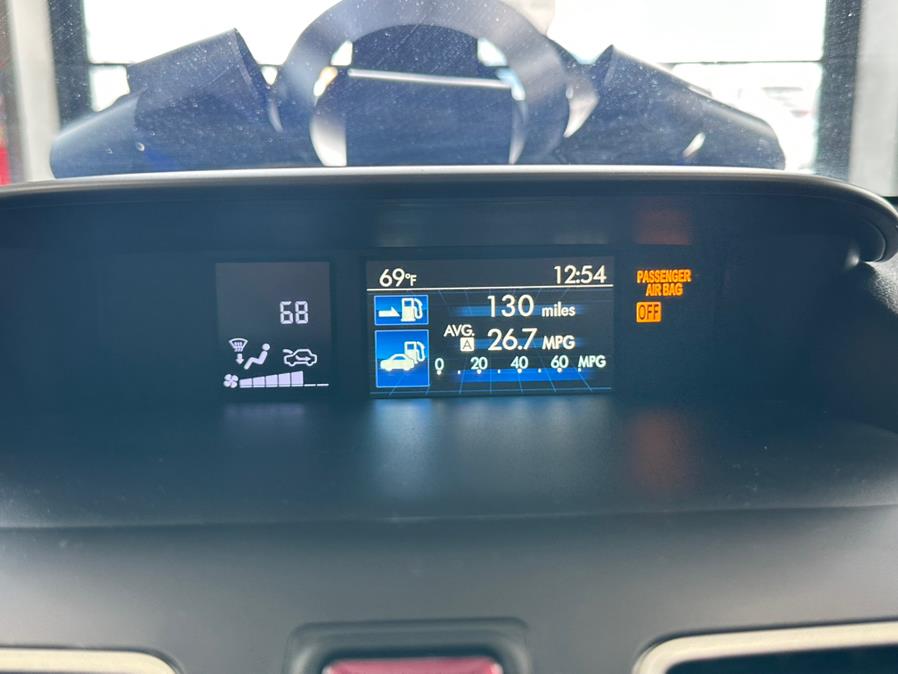 68
69°F 12:54
130 miles
AVG.
A 26.7 MPG
0 . 20 . 40 . 60 . MPG
PASSENGER
AIR BAG
OFF